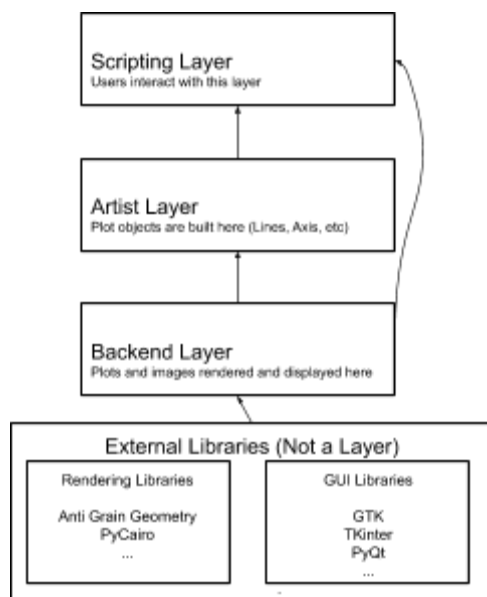 Scripting Layer
Users interact with this layer
Artist Layer
Plot objects are built here (Lines, Axis, etc)
Backend Layer
Plots and images rendered and displayed here
External Libraries (Not a Layer)
Rendering Libraries
Anti Grain Geometry
PyCairo
...
GUI Libraries
GTK
TKinter
PyQt
...